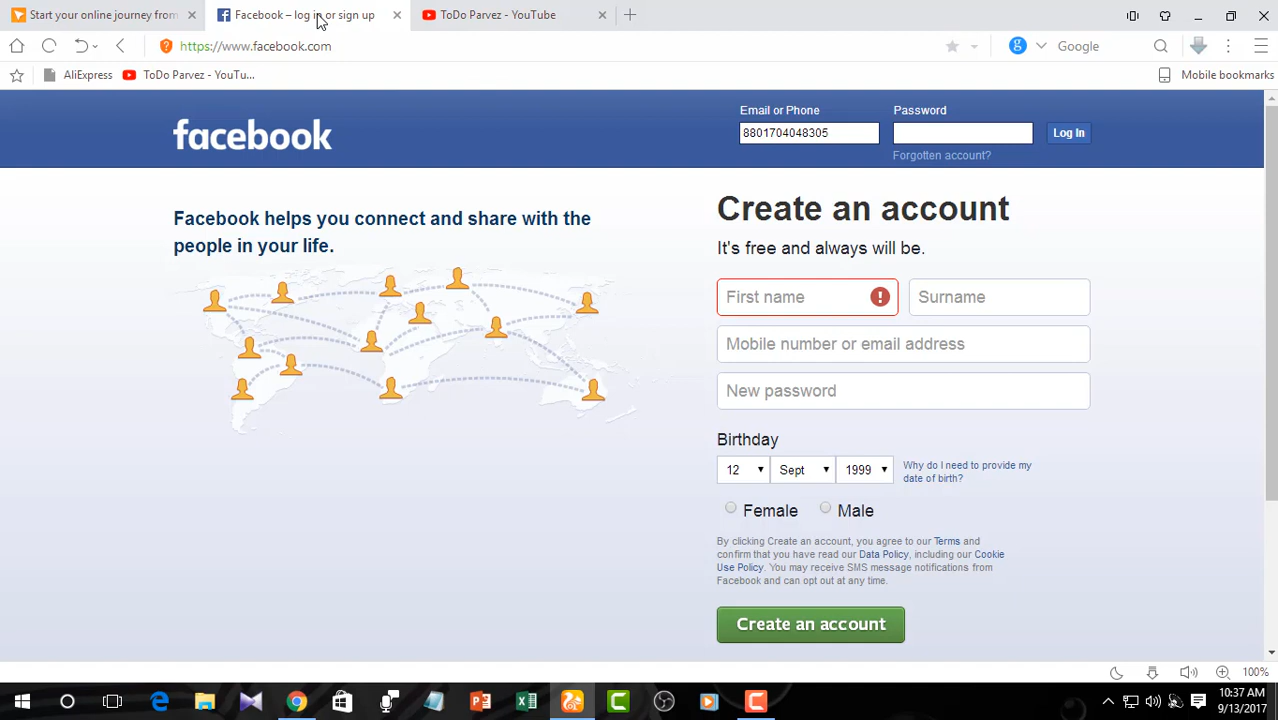 Start your online journey from
Facebook – log in or sign up
ToDo Parvez - YouTube
https://www.facebook.com
Google
AliExpress
ToDo Parvez - YouTu...
Mobile bookmarks
facebook
Email or Phone
Password
8801704048305
Log In
Forgotten account?
Facebook helps you connect and share with the
people in your life.
Create an account
It's free and always will be.
First name
Surname
Mobile number or email address
New password
Birthday
12
Sept
1999
Why do I need to provide my
date of birth?
Female
Male
By clicking Create an account, you agree to our Terms and
confirm that you have read our Data Policy, including our Cookie
Use Policy. You may receive SMS message notifications from
Facebook and can opt out at any time.
Create an account
100%
10:37 AM
9/13/2017